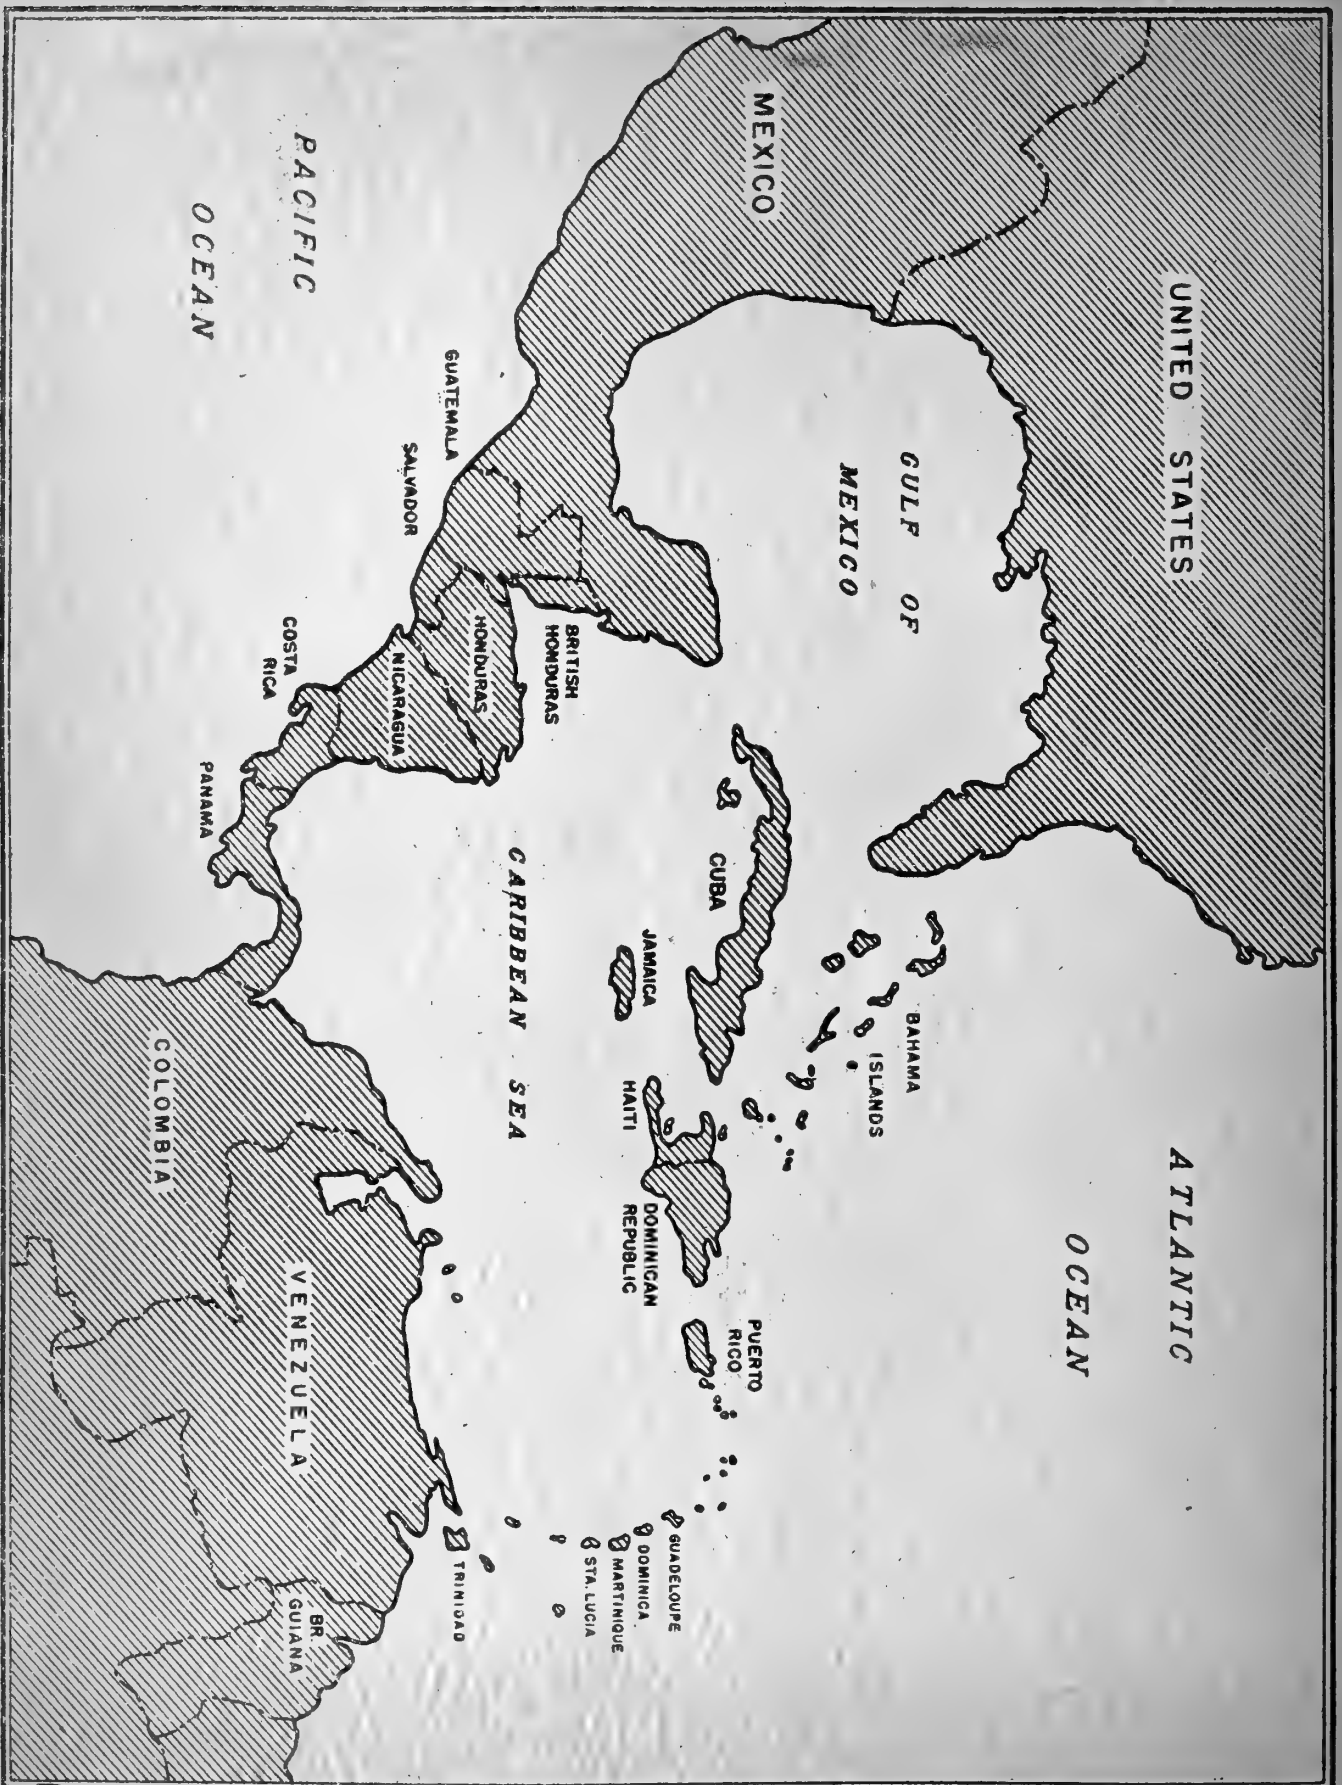 UNITED STATES
MEXICO
GULF OF
MEXICO
ATLANTIC
OCEAN
BAHAMA
ISLANDS
CUBA
JAMAICA
HAITI
DOMINICAN
REPUBLIC
PUERTO
RICO
GUADELOUPE
DOMINICA
MARTINIQUE
STA. LUCIA
TRINIDAD
CARIBBEAN SEA
BRITISH
HONDURAS
HONDURAS
GUATEMALA
SALVADOR
NICARAGUA
COSTA
RICA
PANAMA
PACIFIC
OCEAN
COLOMBIA
VENEZUELA
BR.
GUIANA